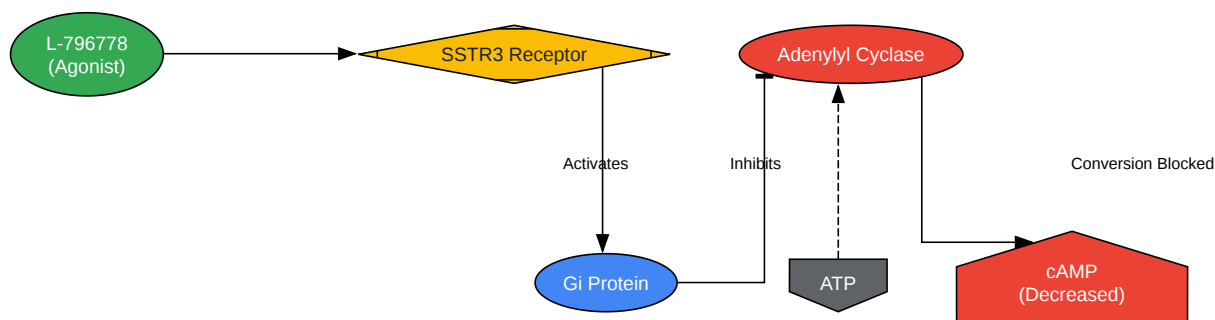 L-796778
(Agonist)
SSTR3 Receptor
Adenylyl Cyclase
Activates
Inhibits
Conversion Blocked
Gi Protein
ATP
cAMP
(Decreased)